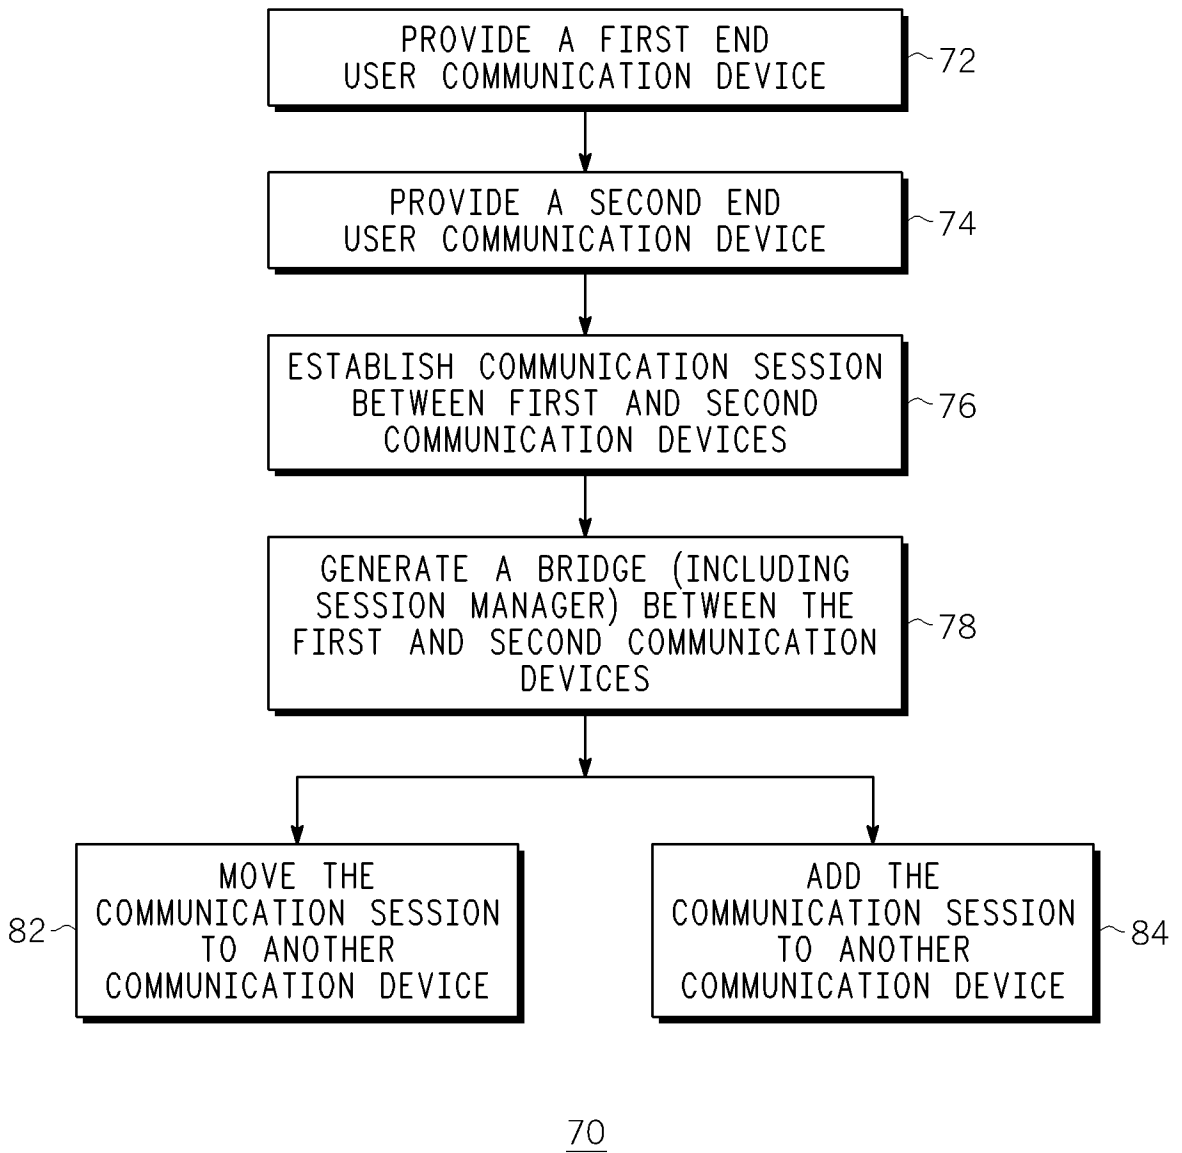 PROVIDE A FIRST END
USER COMMUNICATION DEVICE
72
PROVIDE A SECOND END
USER COMMUNICATION DEVICE
74
ESTABLISH COMMUNICATION SESSION
BETWEEN FIRST AND SECOND
COMMUNICATION DEVICES
76
GENERATE A BRIDGE (INCLUDING
SESSION MANAGER) BETWEEN THE
FIRST AND SECOND COMMUNICATION
DEVICES
78
82
MOVE THE
COMMUNICATION SESSION
TO ANOTHER
COMMUNICATION DEVICE
ADD THE
COMMUNICATION SESSION
TO ANOTHER
COMMUNICATION DEVICE
84
70